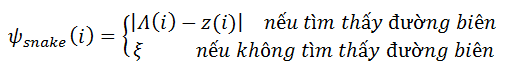 ψ_snake(i) = { |Λ(i) − z(i)| nếu tìm thấy đường biên
ξ nếu không tìm thấy đường biên